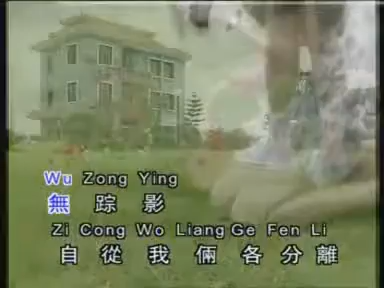 Wu Zong Ying
無 踪 影
Zi Cong Wo Liang Ge Fen Li
自 從 我 倆 各 分 離